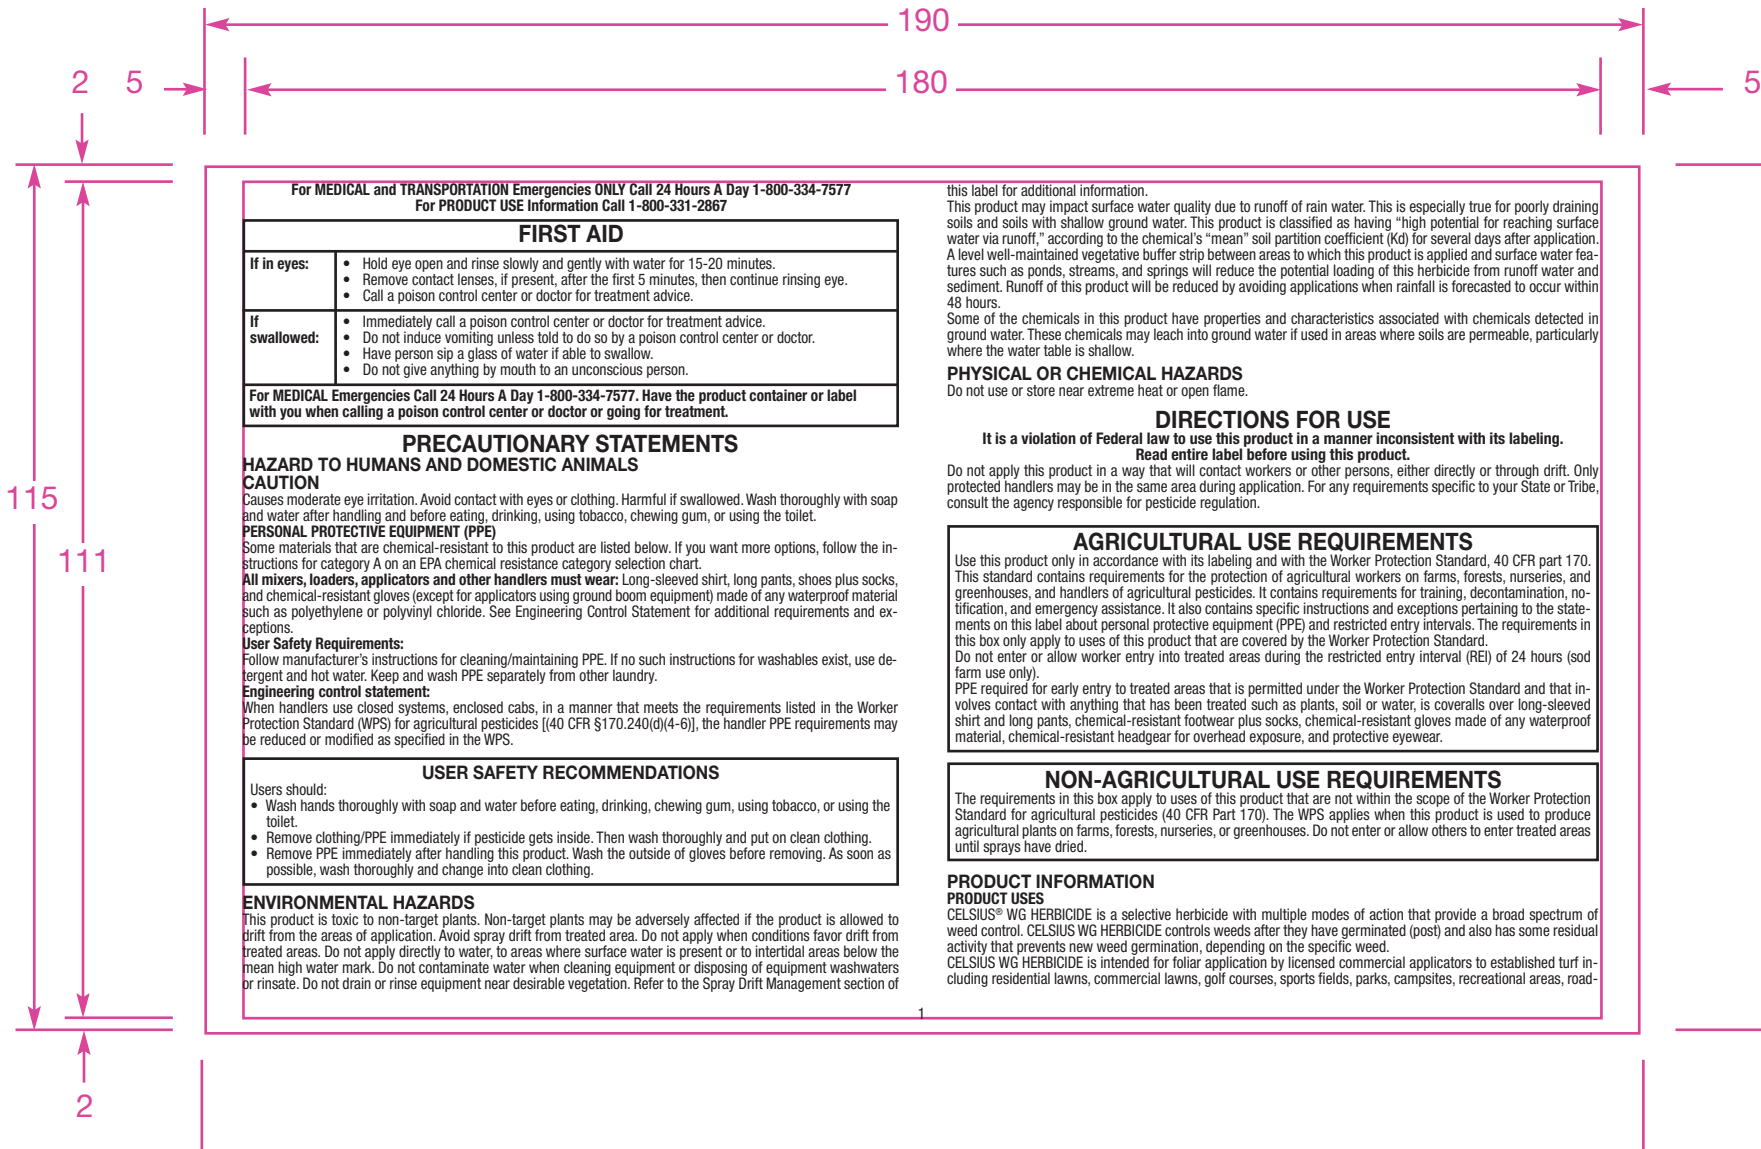 190
2 5 180 5
For MEDICAL and TRANSPORTATION Emergencies ONLY Call 24 Hours A Day 1-800-334-7577
For PRODUCT USE Information Call 1-800-331-2867
FIRST AID
If in eyes:
• Hold eye open and rinse slowly and gently with water for 15-20 minutes.
• Remove contact lenses, if present, after the first 5 minutes, then continue rinsing eye.
• Call a poison control center or doctor for treatment advice.
If
swallowed:
• Immediately call a poison control center or doctor for treatment advice.
• Do not induce vomiting unless told to do so by a poison control center or doctor.
• Have person sip a glass of water if able to swallow.
• Do not give anything by mouth to an unconscious person.
For MEDICAL Emergencies Call 24 Hours A Day 1-800-334-7577. Have the product container or label
with you when calling a poison control center or doctor or going for treatment.
PRECAUTIONARY STATEMENTS
HAZARD TO HUMANS AND DOMESTIC ANIMALS
CAUTION
Causes moderate eye irritation. Avoid contact with eyes or clothing. Harmful if swallowed. Wash thoroughly with soap
and water after handling and before eating, drinking, using tobacco, chewing gum, or using the toilet.
PERSONAL PROTECTIVE EQUIPMENT (PPE)
Some materials that are chemical-resistant to this product are listed below. If you want more options, follow the in-
structions for category A on an EPA chemical resistance category selection chart.
All mixers, loaders, applicators and other handlers must wear: Long-sleeved shirt, long pants, shoes plus socks,
and chemical-resistant gloves (except for applicators using ground boom equipment) made of any waterproof material
such as polyethylene or polyvinyl chloride. See Engineering Control Statement for additional requirements and ex-
ceptions.
User Safety Requirements:
Follow manufacturer's instructions for cleaning/maintaining PPE. If no such instructions for washables exist, use de-
tergent and hot water. Keep and wash PPE separately from other laundry.
Engineering control statement:
When handlers use closed systems, enclosed cabs, in a manner that meets the requirements listed in the Worker
Protection Standard (WPS) for agricultural pesticides [(40 CFR §170.240(d)(4-6)], the handler PPE requirements may
be reduced or modified as specified in the WPS.
USER SAFETY RECOMMENDATIONS
Users should:
• Wash hands thoroughly with soap and water before eating, drinking, chewing gum, using tobacco, or using the
toilet.
• Remove clothing/PPE immediately if pesticide gets inside. Then wash thoroughly and put on clean clothing.
• Remove PPE immediately after handling this product. Wash the outside of gloves before removing. As soon as
possible, wash thoroughly and change into clean clothing.
ENVIRONMENTAL HAZARDS
This product is toxic to non-target plants. Non-target plants may be adversely affected if the product is allowed to
drift from the areas of application. Avoid spray drift from treated area. Do not apply when conditions favor drift from
treated areas. Do not apply directly to water, to areas where surface water is present or to intertidal areas below the
mean high water mark. Do not contaminate water when cleaning equipment or disposing of equipment washwaters
or rinsate. Do not drain or rinse equipment near desirable vegetation. Refer to the Spray Drift Management section of
this label for additional information.
This product may impact surface water quality due to runoff of rain water. This is especially true for poorly draining
soils and soils with shallow ground water. This product is classified as having “high potential for reaching surface
water via runoff,” according to the chemical's “mean” soil partition coefficient (Kd) for several days after application.
A level well-maintained vegetative buffer strip between areas to which this product is applied and surface water fea-
tures such as ponds, streams, and springs will reduce the potential loading of this herbicide from runoff water and
sediment. Runoff of this product will be reduced by avoiding applications when rainfall is forecasted to occur within
48 hours.
Some of the chemicals in this product have properties and characteristics associated with chemicals detected in
ground water. These chemicals may leach into ground water if used in areas where soils are permeable, particularly
where the water table is shallow.
PHYSICAL OR CHEMICAL HAZARDS
Do not use or store near extreme heat or open flame.
DIRECTIONS FOR USE
It is a violation of Federal law to use this product in a manner inconsistent with its labeling.
Read entire label before using this product.
Do not apply this product in a way that will contact workers or other persons, either directly or through drift. Only
protected handlers may be in the same area during application. For any requirements specific to your State or Tribe,
consult the agency responsible for pesticide regulation.
AGRICULTURAL USE REQUIREMENTS
Use this product only in accordance with its labeling and with the Worker Protection Standard, 40 CFR part 170.
This standard contains requirements for the protection of agricultural workers on farms, forests, nurseries, and
greenhouses, and handlers of agricultural pesticides. It contains requirements for training, decontamination, no-
tification, and emergency assistance. It also contains specific instructions and exceptions pertaining to the state-
ments on this label about personal protective equipment (PPE) and restricted entry intervals. The requirements in
this box only apply to uses of this product that are covered by the Worker Protection Standard.
Do not enter or allow worker entry into treated areas during the restricted entry interval (REI) of 24 hours (sod
farm use only).
PPE required for early entry to treated areas that is permitted under the Worker Protection Standard and that in-
volves contact with anything that has been treated such as plants, soil or water, is coveralls over long-sleeved
shirt and long pants, chemical-resistant footwear plus socks, chemical-resistant gloves made of any waterproof
material, chemical-resistant headgear for overhead exposure, and protective eyewear.
NON-AGRICULTURAL USE REQUIREMENTS
The requirements in this box apply to uses of this product that are not within the scope of the Worker Protection
Standard for agricultural pesticides (40 CFR Part 170). The WPS applies when this product is used to produce
agricultural plants on farms, forests, nurseries, or greenhouses. Do not enter or allow others to enter treated areas
until sprays have dried.
PRODUCT INFORMATION
PRODUCT USES
CELSIUS® WG HERBICIDE is a selective herbicide with multiple modes of action that provide a broad spectrum of
weed control. CELSIUS WG HERBICIDE controls weeds after they have germinated (post) and also has some residual
activity that prevents new weed germination, depending on the specific weed.
CELSIUS WG HERBICIDE is intended for foliar application by licensed commercial applicators to established turf in-
cluding residential lawns, commercial lawns, golf courses, sports fields, parks, campsites, recreational areas, road-
1
115
111
2